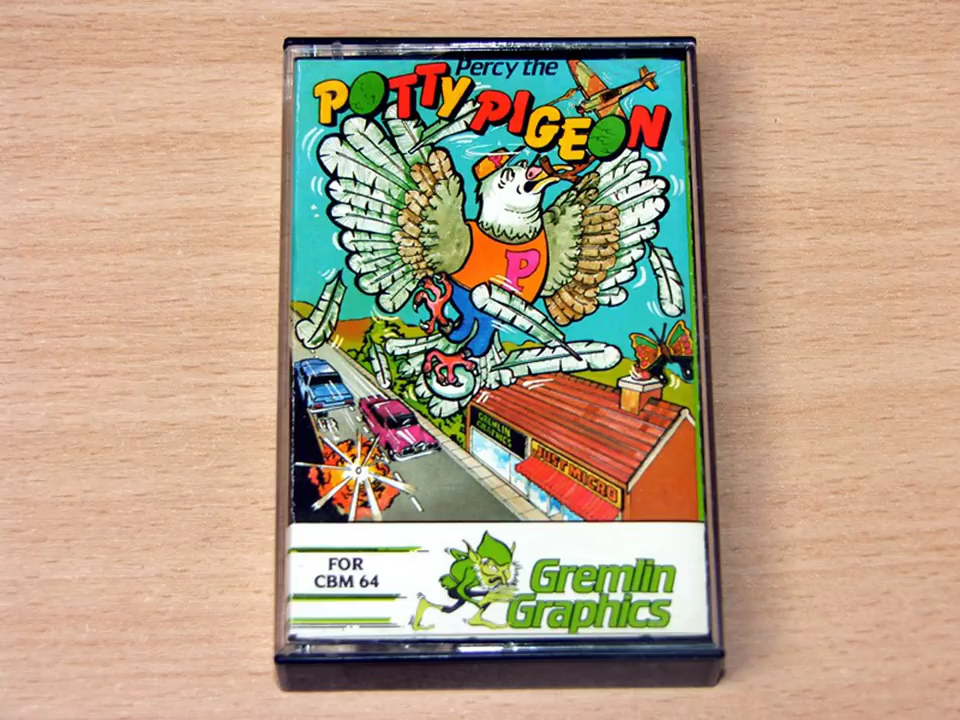 Percy the
POTTY PIGEON
P
GREMLIN
GRAPHICS
JUST MICRO
FOR
CBM 64
Gremlin
Graphics